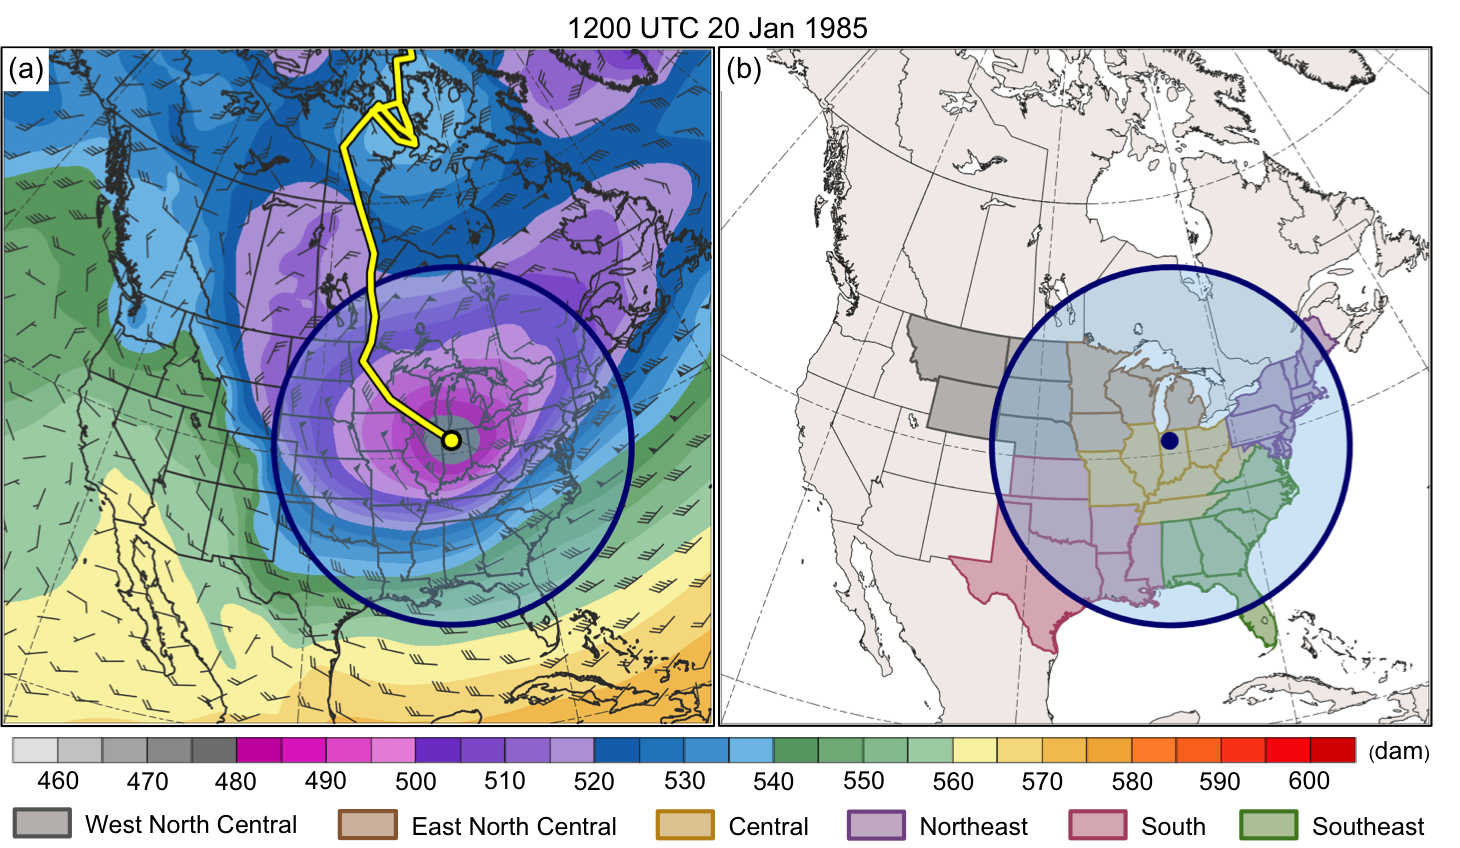 1200 UTC 20 Jan 1985
(a)
(b)
460 470 480 490 500 510 520 530 540 550 560 570 580 590 600 (dam)
West North Central East North Central Central Northeast South Southeast